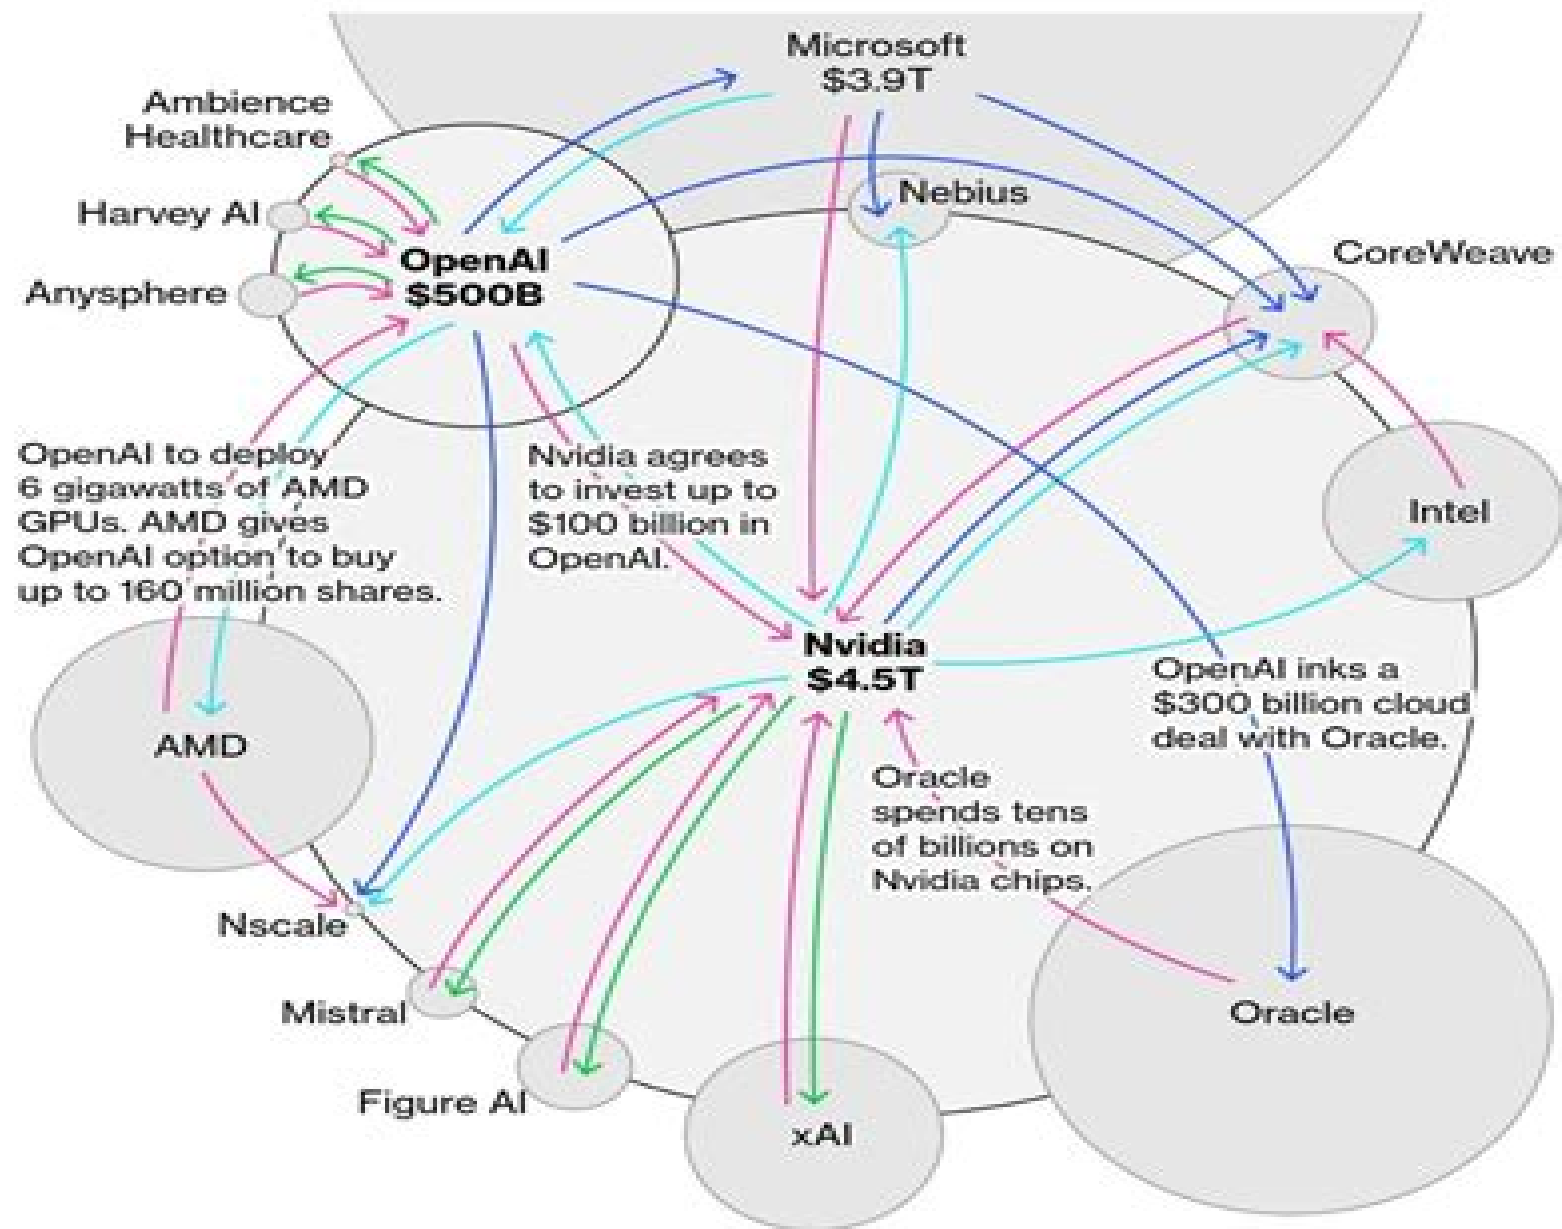 Microsoft
$3.9T
Ambience
Healthcare
Nebius
Harvey AI
CoreWeave
OpenAI
$500B
Anysphere
OpenAI to deploy
6 gigawatts of AMD
GPUs. AMD gives
OpenAI option to buy
up to 160 million shares.
Nvidia agrees
to invest up to
$100 billion in
OpenAI.
Intel
Nvidia
$4.5T
OpenAI inks a
$300 billion cloud
deal with Oracle.
AMD
Oracle
spends tens
of billions on
Nvidia chips.
Nscale
Mistral
Oracle
Figure AI
xAI